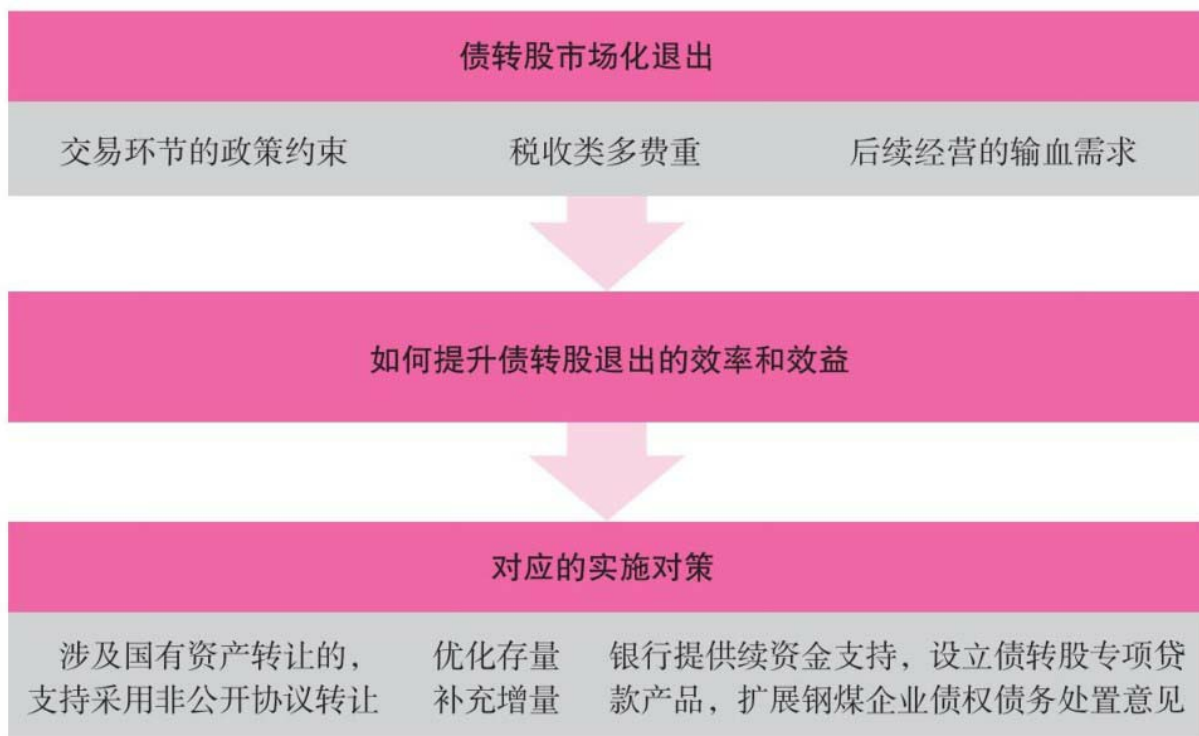 债转股市场化退出
交易环节的政策约束 税收类多费重 后续经营的输血需求
如何提升债转股退出的效率和效益
对应的实施对策
涉及国有资产转让的， 优化存量 银行提供续资金支持，设立债转股专项贷
支持采用非公开协议转让 补充增量 款产品，扩展钢煤企业债权债务处置意见